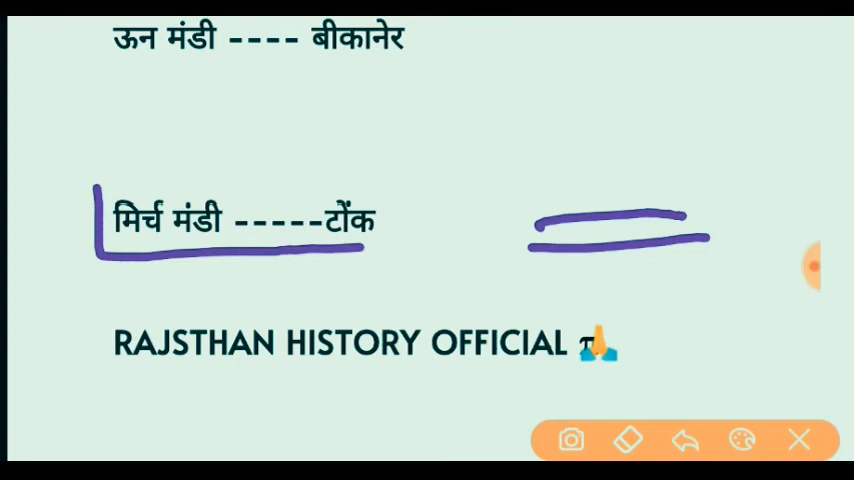 ऊन मंडी ---- बीकानेर
मिर्च मंडी -----टोंक
RAJSTHAN HISTORY OFFICIAL π🙏